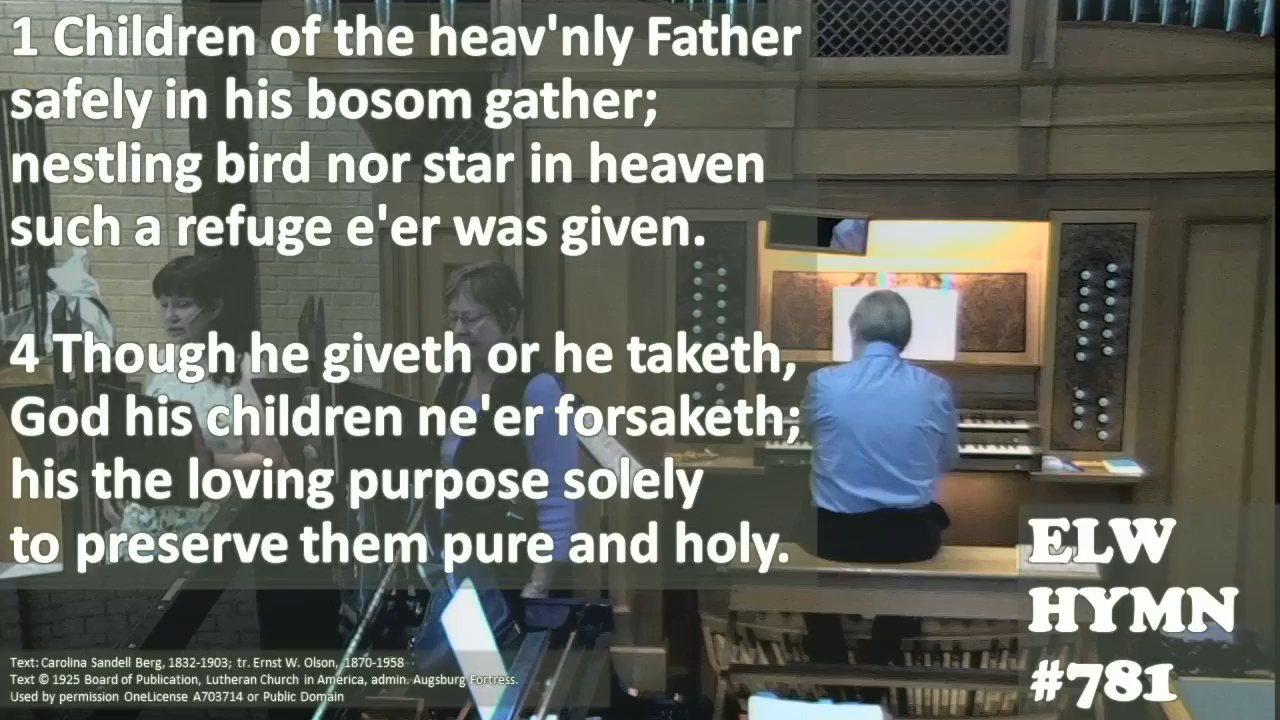 1 Children of the heav'nly Father
safely in his bosom gather;
nestling bird nor star in heaven
such a refuge e'er was given.
4 Though he giveth or he taketh,
God his children ne'er forsaketh;
his the loving purpose solely
to preserve them pure and holy.
ELW
HYMN
#781
Text: Carolina Sandell Berg, 1832-1903; tr. Ernst W. Olson, 1870-1958
Text © 1925 Board of Publication, Lutheran Church in America, admin. Augsburg Fortress.
Used by permission OneLicense A703714 or Public Domain